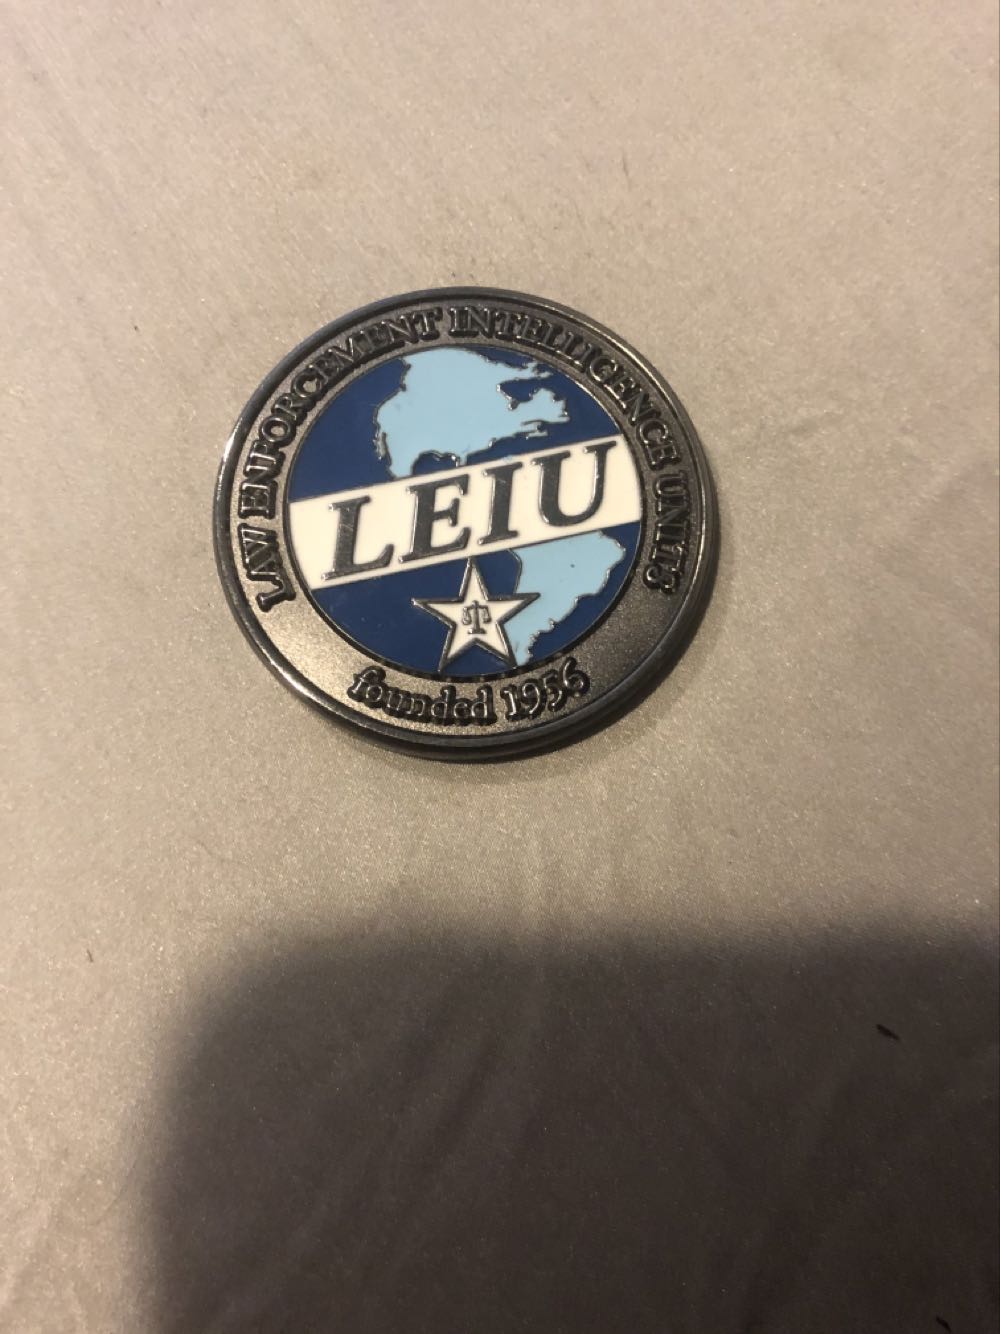 LAW ENFORCEMENT INTELLIGENCE UNITS
LEIU
founded 1956